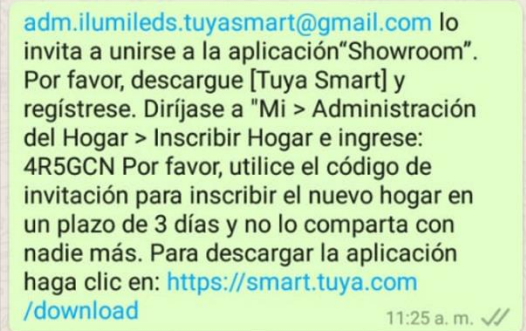 adm.ilumileds.tuyasmart@gmail.com lo
invita a unirse a la aplicación“Showroom”.
Por favor, descargue [Tuya Smart] y
regístrese. Diríjase a "Mi > Administración
del Hogar > Inscribir Hogar e ingrese:
4R5GCN Por favor, utilice el código de
invitación para inscribir el nuevo hogar en
un plazo de 3 días y no lo comparta con
nadie más. Para descargar la aplicación
haga clic en: https://smart.tuya.com
/download
11:25 a. m.